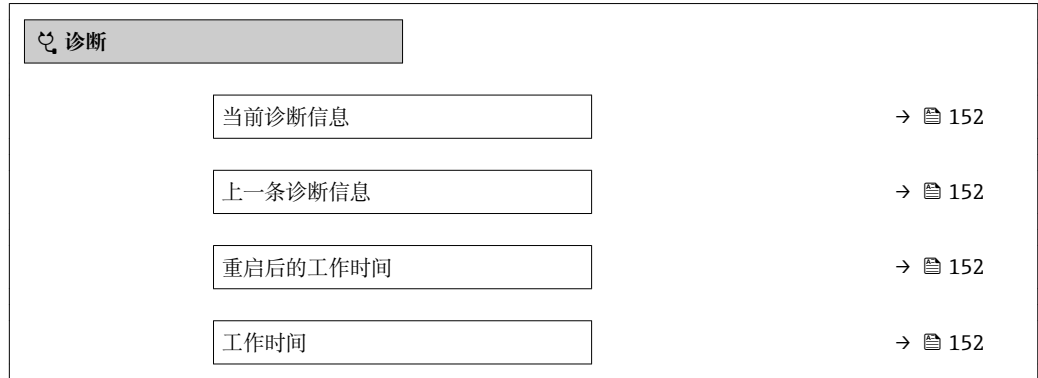 诊断
当前诊断信息 → 152
上一条诊断信息 → 152
重启后的工作时间 → 152
工作时间 → 152